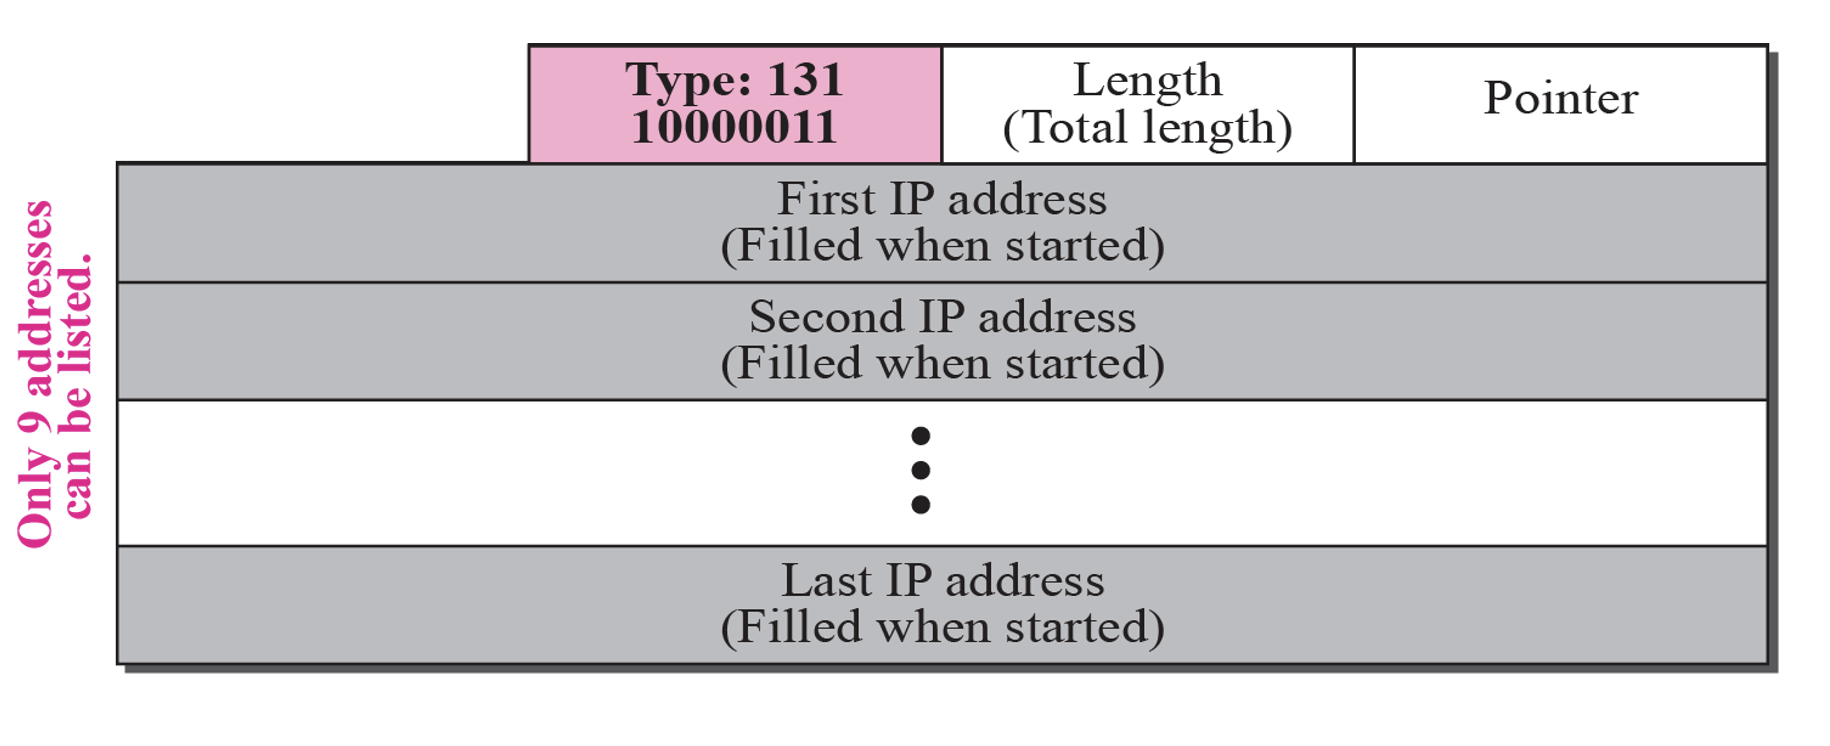 Type: 131
10000011
Length
(Total length)
Pointer
Only 9 addresses
can be listed.
First IP address
(Filled when started)
Second IP address
(Filled when started)
Last IP address
(Filled when started)